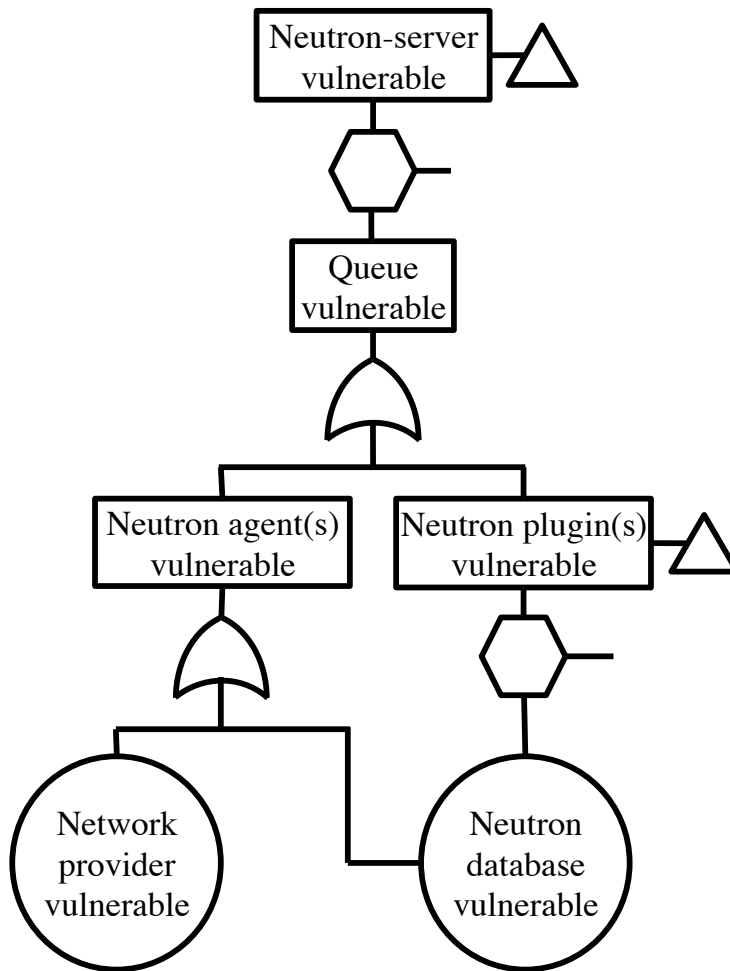 Neutron-server
vulnerable
Queue
vulnerable
Neutron agent(s)
vulnerable
Neutron plugin(s)
vulnerable
Network
provider
vulnerable
Neutron
database
vulnerable